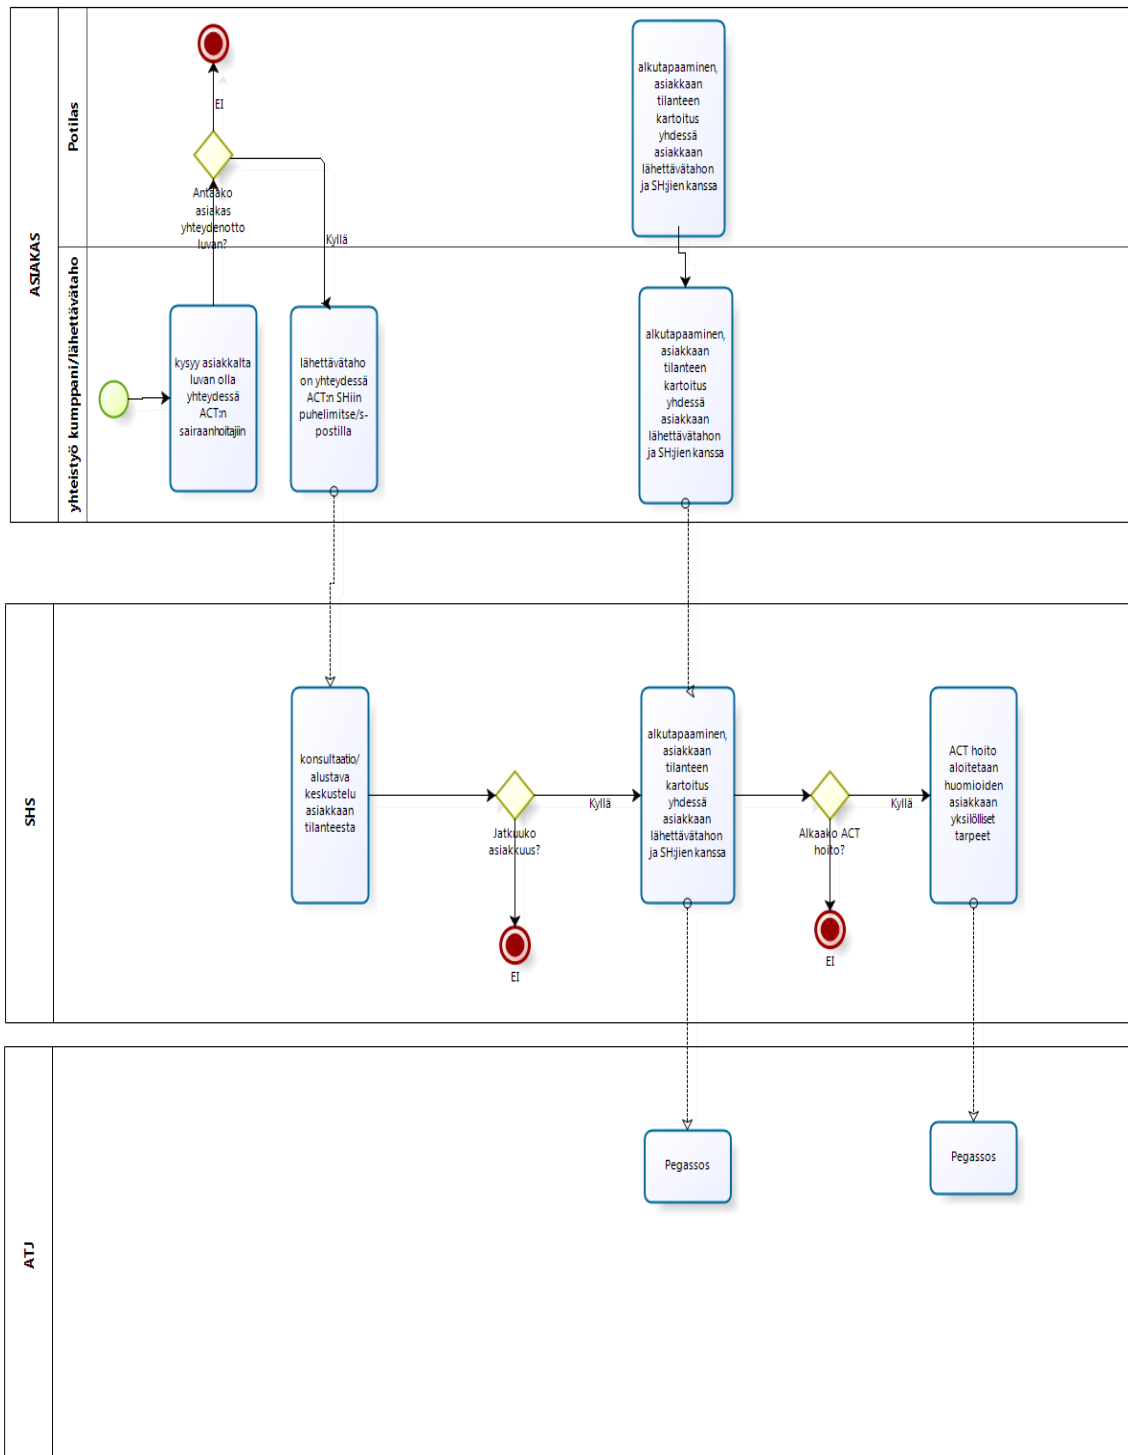 ASIAKAS
Potilas
EI
Antaako
asiakas
yhteydenotto
luvan?
Kyllä
alkutapaaminen,
asiakkaan
tilanteen
kartoitus
yhdessä
asiakkaan
lähettävätahon
ja SH:jien kanssa
yhteistyö kumppani/lähettävätaho
kysyy asiakkalta
luvan olla
yhteydessä
ACT:n
sairaanhoitajiin
lähettävätaho
on yhteydessä
ACT:n SHiin
puhelimitse/s-
postilla
alkutapaaminen,
asiakkaan
tilanteen
kartoitus
yhdessä
asiakkaan
lähettävätahon
ja SH:jien kanssa
SHS
konsultaatio/
alustava
keskustelu
asiakkaan
tilanteesta
Jatkuuko
asiakkuus?
EI
Kyllä
alkutapaaminen,
asiakkaan
tilanteen
kartoitus
yhdessä
asiakkaan
lähettävätahon
ja SH:jien kanssa
Alkaako ACT
hoito?
EI
Kyllä
ACT hoito
aloitetaan
huomioiden
asiakkaan
yksilölliset
tarpeet
ATJ
Pegassos
Pegassos